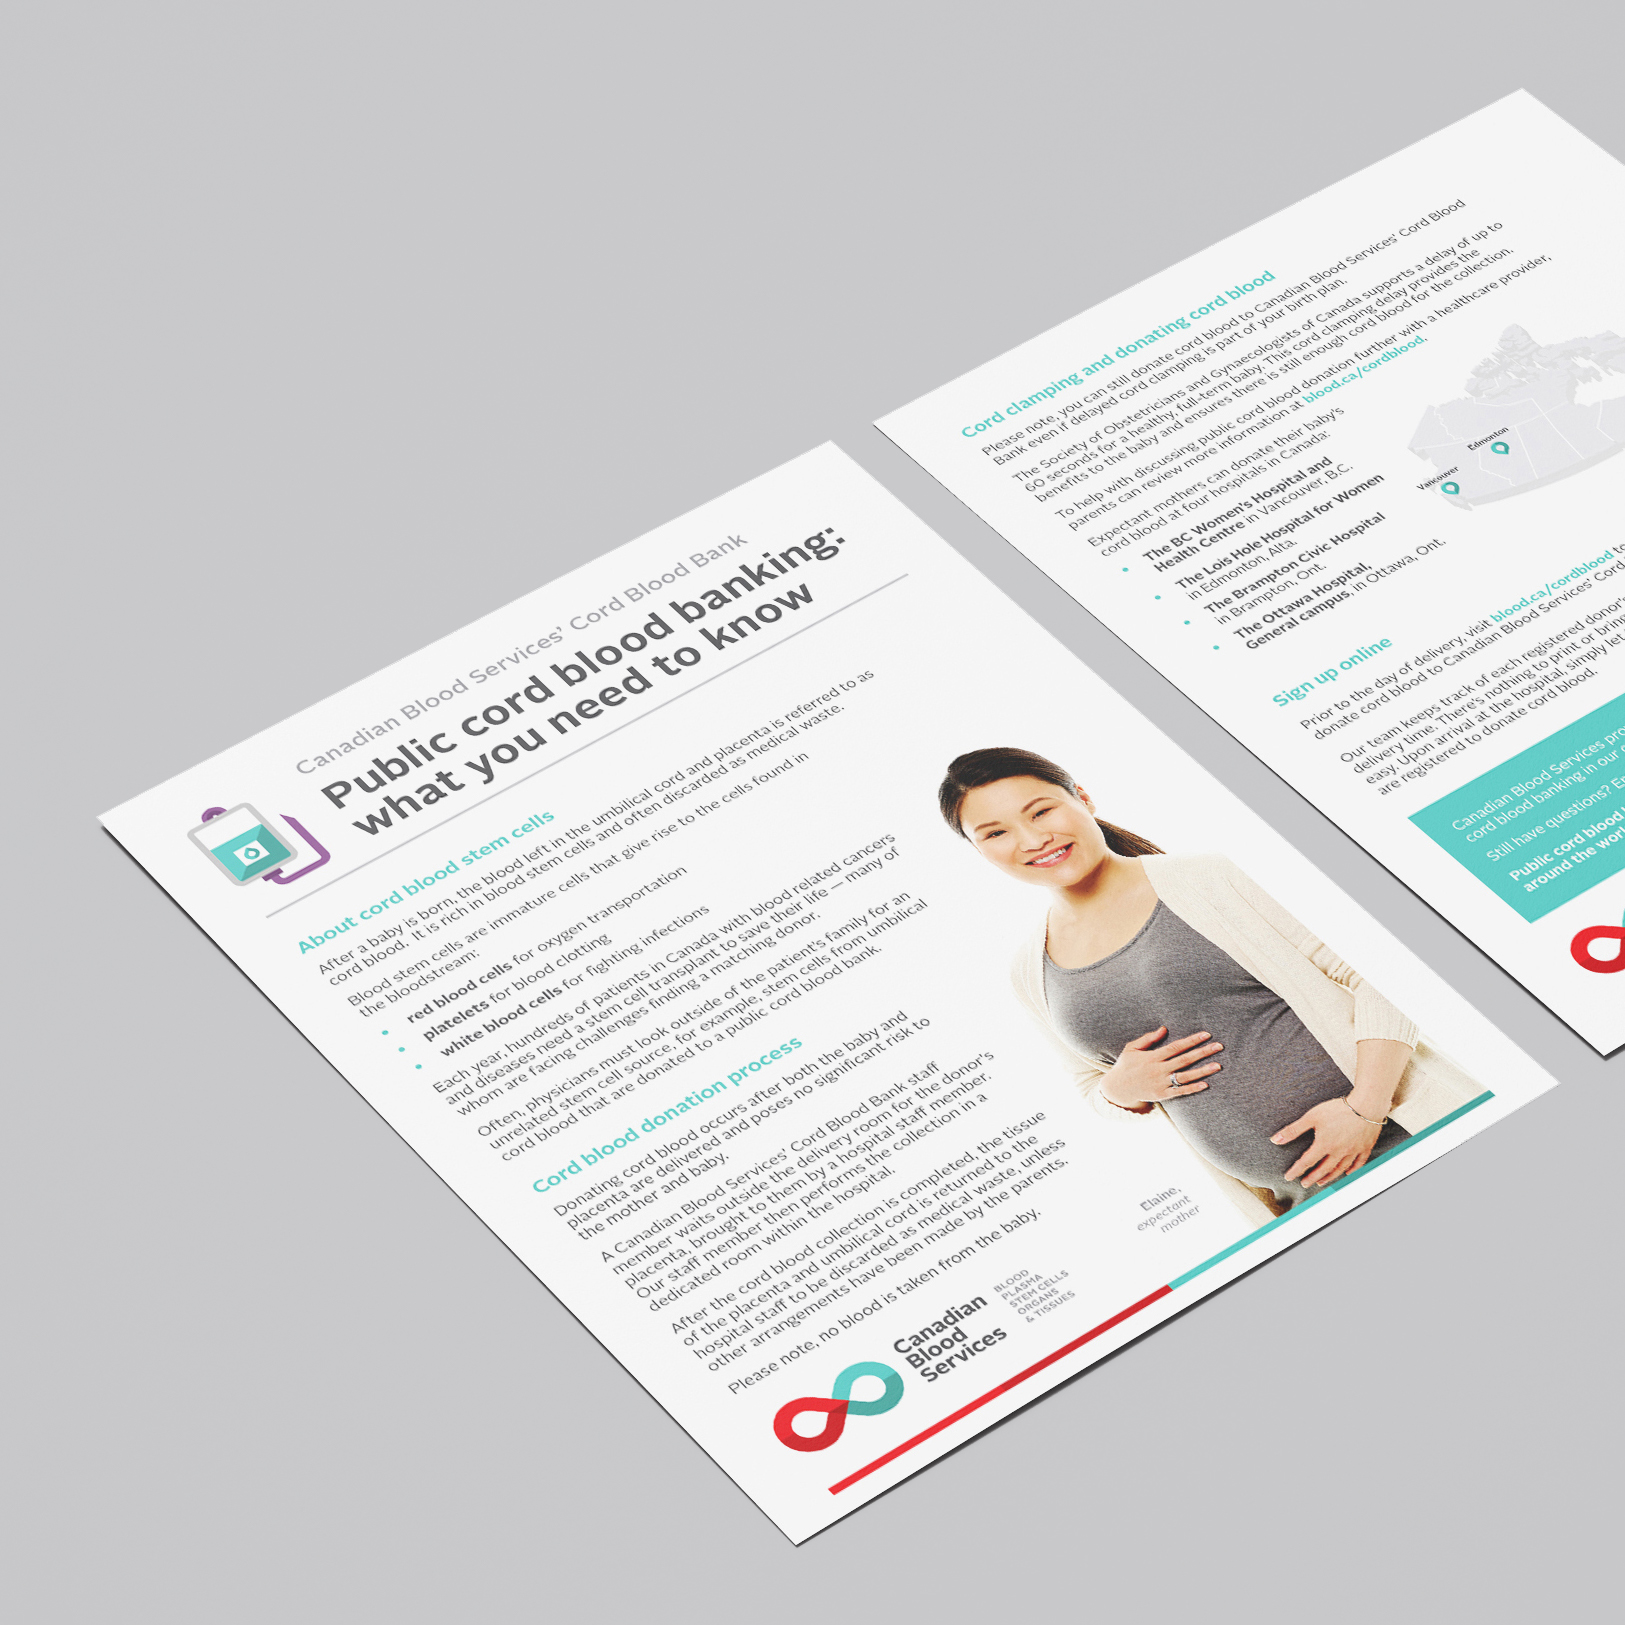 Canadian Blood Services' Cord Blood Bank
Public cord blood banking:
what you need to know
About cord blood stem cells
After a baby is born, the blood left in the umbilical cord and placenta is referred to as
cord blood. It is rich in blood stem cells and often discarded as medical waste.
Blood stem cells are immature cells that give rise to the cells found in
the bloodstream:
• red blood cells for oxygen transportation
• platelets for blood clotting
• white blood cells for fighting infections
Each year, hundreds of patients in Canada with blood related cancers
and diseases need a stem cell transplant to save their life — many of
whom are facing challenges finding a matching donor.
Often, physicians must look outside of the patient's family for an
unrelated stem cell source, for example, stem cells from umbilical
cord blood that are donated to a public cord blood bank.
Cord blood donation process
Donating cord blood occurs after both the baby and
placenta are delivered and poses no significant risk to
the mother and baby.
A Canadian Blood Services' Cord Blood Bank staff
member waits outside the delivery room for the donor's
placenta, brought to them by a hospital staff member.
Our staff member then performs the collection in a
dedicated room within the hospital.
After the cord blood collection is completed, the tissue
of the placenta and umbilical cord is returned to the
hospital staff to be discarded as medical waste, unless
other arrangements have been made by the parents.
Please note, no blood is taken from the baby.
Elaine,
expectant
mother
Canadian
Blood
Services
BLOOD
PLASMA
STEM CELLS
ORGANS
& TISSUES
Cord clamping and donating cord blood
Please note, you can still donate cord blood to Canadian Blood Services' Cord Blood
Bank even if delayed cord clamping is part of your birth plan.
The Society of Obstetricians and Gynaecologists of Canada supports a delay of up to
60 seconds for a healthy, full-term baby. This cord clamping delay provides the
benefits to the baby and ensures there is still enough cord blood for the collection.
To help with discussing public cord blood donation further with a healthcare provider,
parents can review more information at blood.ca/cordblood.
Expectant mothers can donate their baby's
cord blood at four hospitals in Canada:
• The BC Women's Hospital and
Health Centre in Vancouver, B.C.
• The Lois Hole Hospital for Women
in Edmonton, Alta.
• The Brampton Civic Hospital
in Brampton, Ont.
• The Ottawa Hospital,
General campus, in Ottawa, Ont.
Edmonton
Vancouver
Sign up online
Prior to the day of delivery, visit blood.ca/cordblood to
donate cord blood to Canadian Blood Services' Cord
Our team keeps track of each registered donor's
delivery time. There's nothing to print or bring
easy. Upon arrival at the hospital, simply let
are registered to donate cord blood.
Canadian Blood Services
cord blood banking in our
Still have questions?
Public cord blood
around the